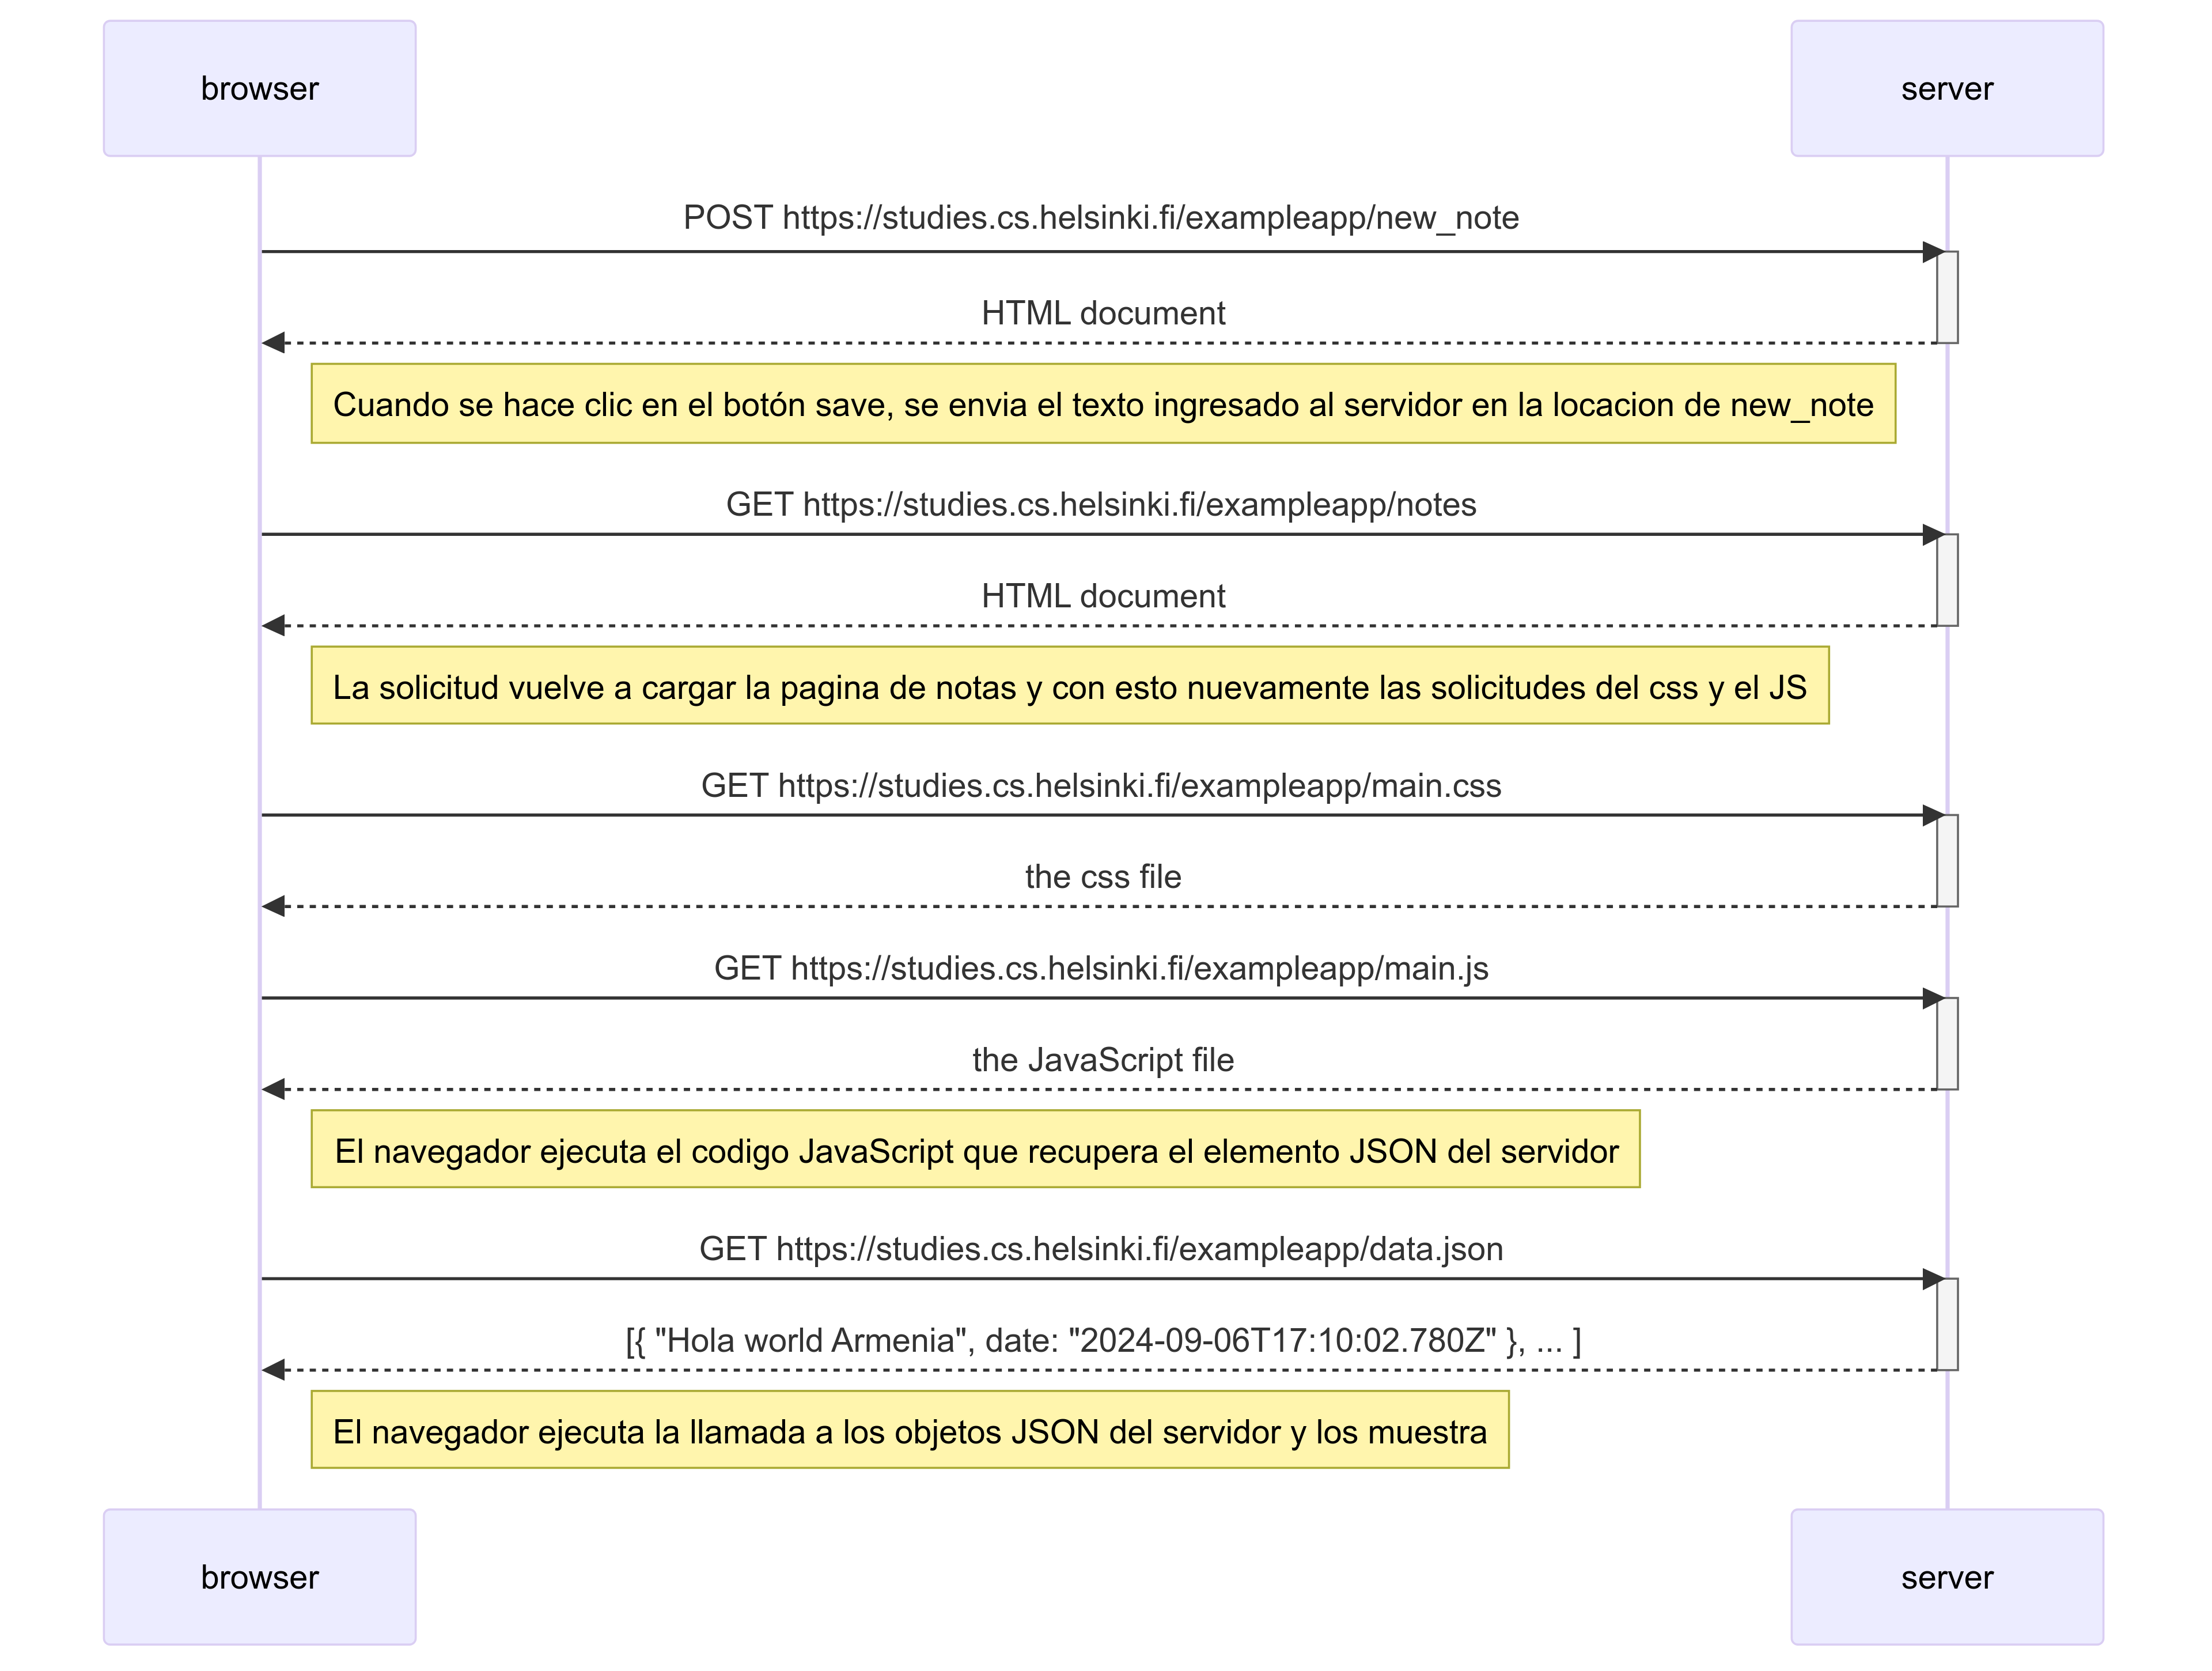 browser
server
POST https://studies.cs.helsinki.fi/exampleapp/new_note
HTML document
Cuando se hace clic en el botón save, se envia el texto ingresado al servidor en la locacion de new_note
GET https://studies.cs.helsinki.fi/exampleapp/notes
HTML document
La solicitud vuelve a cargar la pagina de notas y con esto nuevamente las solicitudes del css y el JS
GET https://studies.cs.helsinki.fi/exampleapp/main.css
the css file
GET https://studies.cs.helsinki.fi/exampleapp/main.js
the JavaScript file
El navegador ejecuta el codigo JavaScript que recupera el elemento JSON del servidor
GET https://studies.cs.helsinki.fi/exampleapp/data.json
[{ "Hola world Armenia", date: "2024-09-06T17:10:02.780Z" }, ... ]
El navegador ejecuta la llamada a los objetos JSON del servidor y los muestra
browser
server